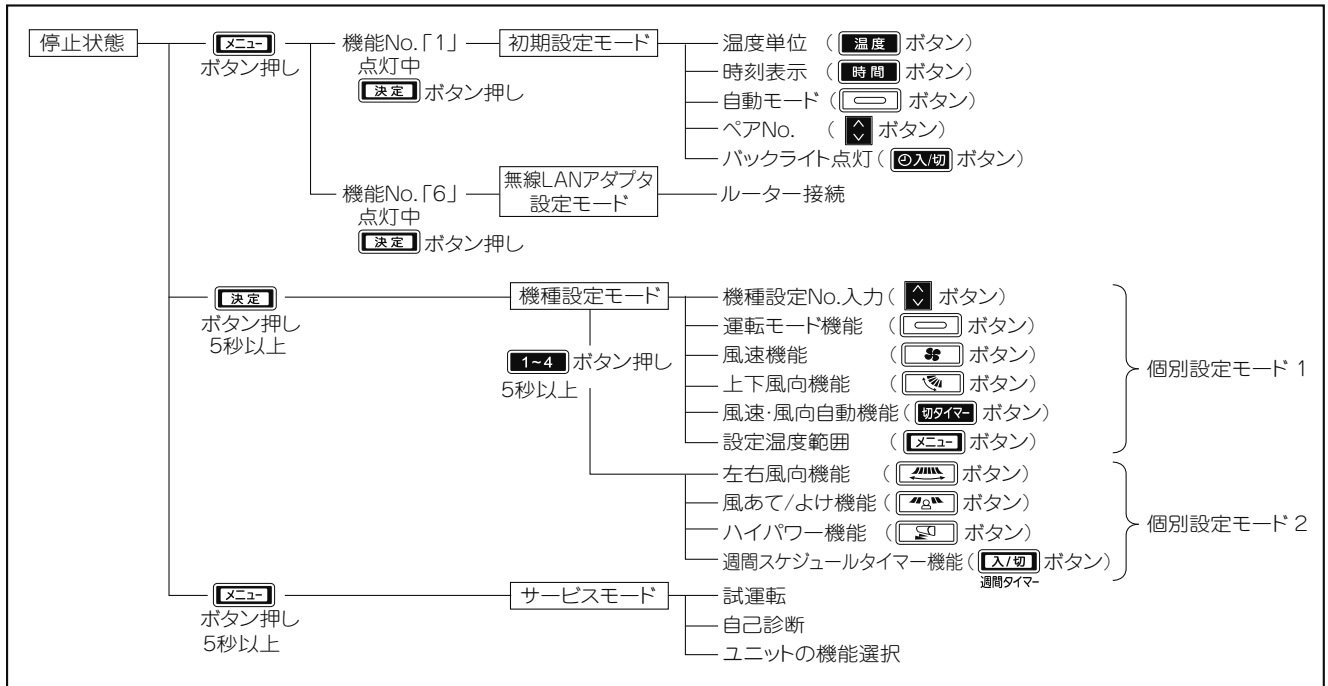 停止状態
メニュー
ボタン押し
機能No.「1」
点灯中
決定 ボタン押し
初期設定モード
温度単位 ( 温度 ボタン)
時刻表示 ( 時間 ボタン)
自動モード ( ボタン)
ペアNo. ( ボタン)
バックライト点灯 ( 入/切 ボタン)
機能No.「6」
点灯中
決定 ボタン押し
無線LANアダプタ
設定モード
ルーター接続
決定
ボタン押し
5秒以上
機種設定モード
1~4 ボタン押し
5秒以上
機種設定No.入力 ( ボタン)
運転モード機能 ( ボタン)
風速機能 ( ボタン)
上下風向機能 ( ボタン)
風速・風向自動機能 ( 切タイマー ボタン)
設定温度範囲 ( メニュー ボタン)
個別設定モード 1
左右風向機能 ( ボタン)
風あて/よけ機能 ( ボタン)
ハイパワー機能 ( ボタン)
週間スケジュールタイマー機能 ( 入/切 ボタン)
週間タイマー
個別設定モード 2
メニュー
ボタン押し
5秒以上
サービスモード
試運転
自己診断
ユニットの機能選択